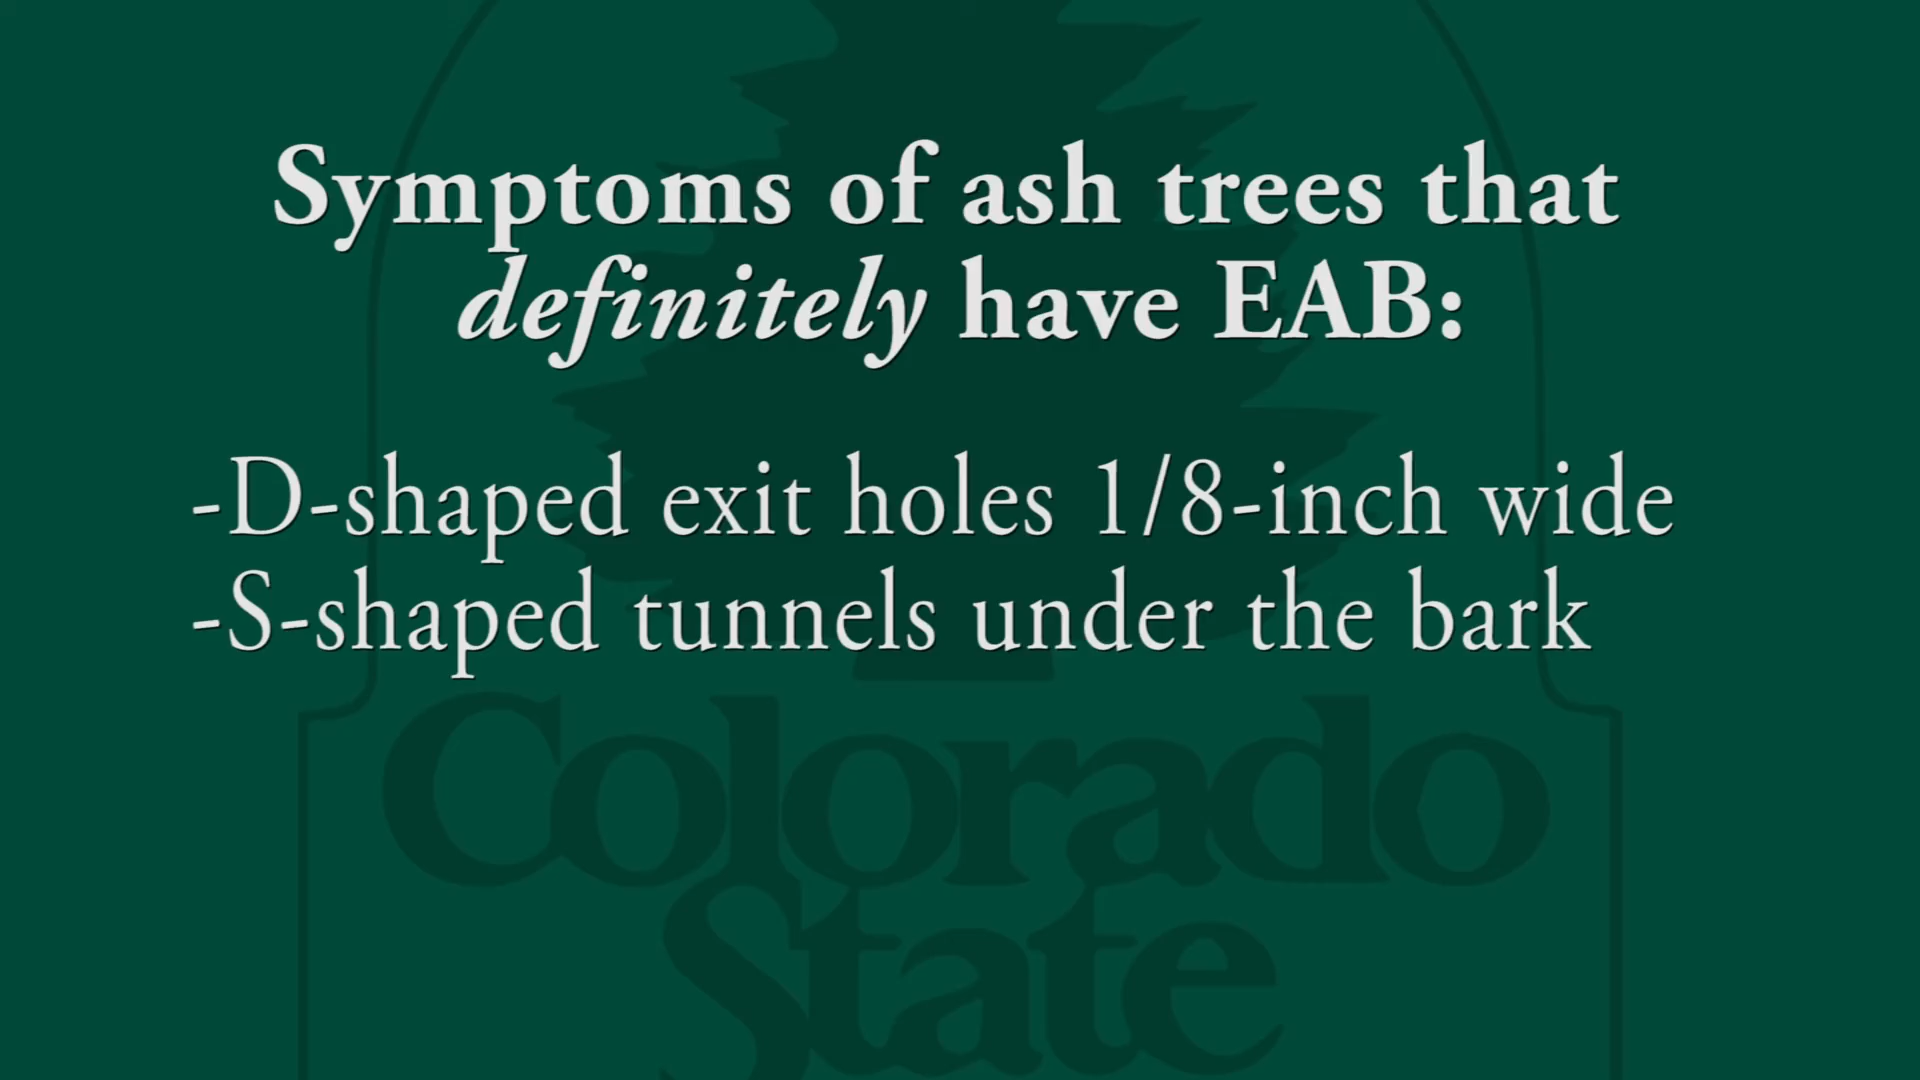 Symptoms of ash trees that
definitely have EAB:
-D-shaped exit holes 1/8-inch wide
-S-shaped tunnels under the bark
Colorado
State